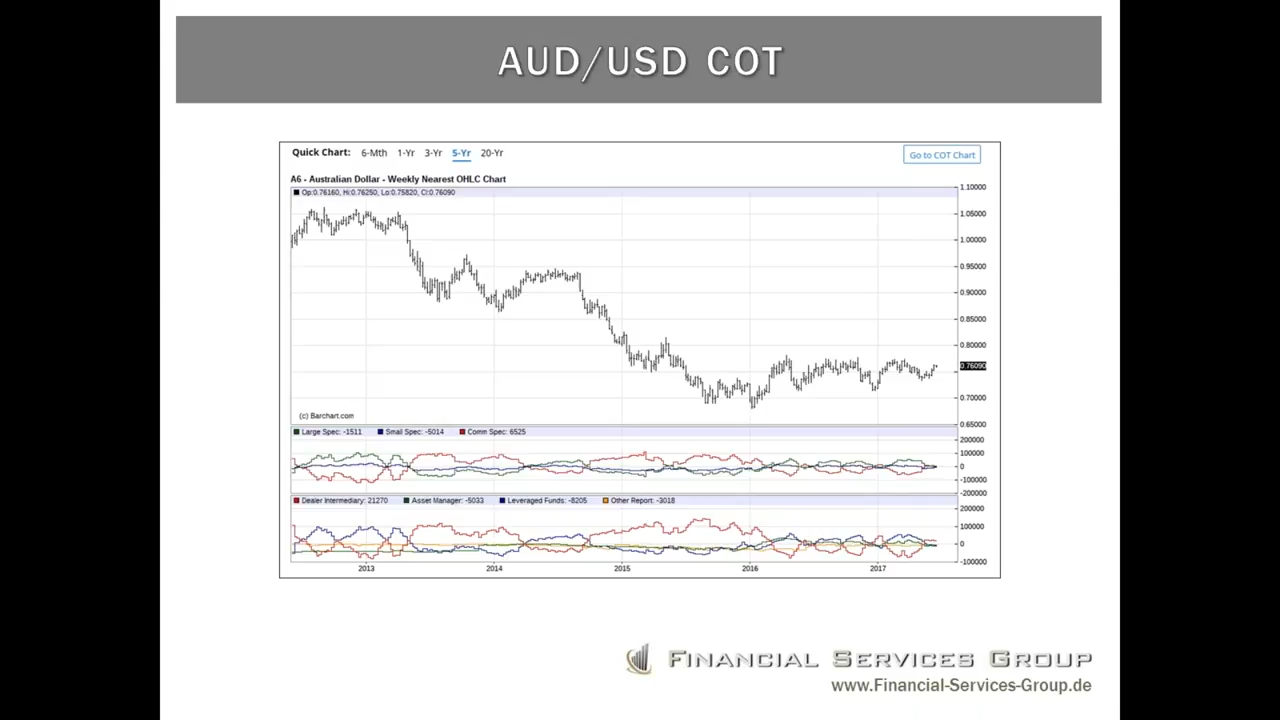 AUD/USD COT
Quick Chart: 6-Mth 1-Yr 3-Yr 5-Yr 20-Yr
Go to COT Chart
A6 - Australian Dollar - Weekly Nearest OHLC Chart
Op:0.76160, Hi:0.76250, Lo:0.75820, Cl:0.76090
1.10000
1.05000
1.00000
0.95000
0.90000
0.85000
0.80000
0.76090
0.70000
0.65000
(c) Barchart.com
Large Spec: -1511 Small Spec: -5014 Comm Spec: 6525
200000
100000
0
-100000
-200000
Dealer Intermediary: 21270 Asset Manager: -5033 Leveraged Funds: -8205 Other Report: -3018
200000
100000
0
-100000
2013 2014 2015 2016 2017
Financial Services Group
www.Financial-Services-Group.de